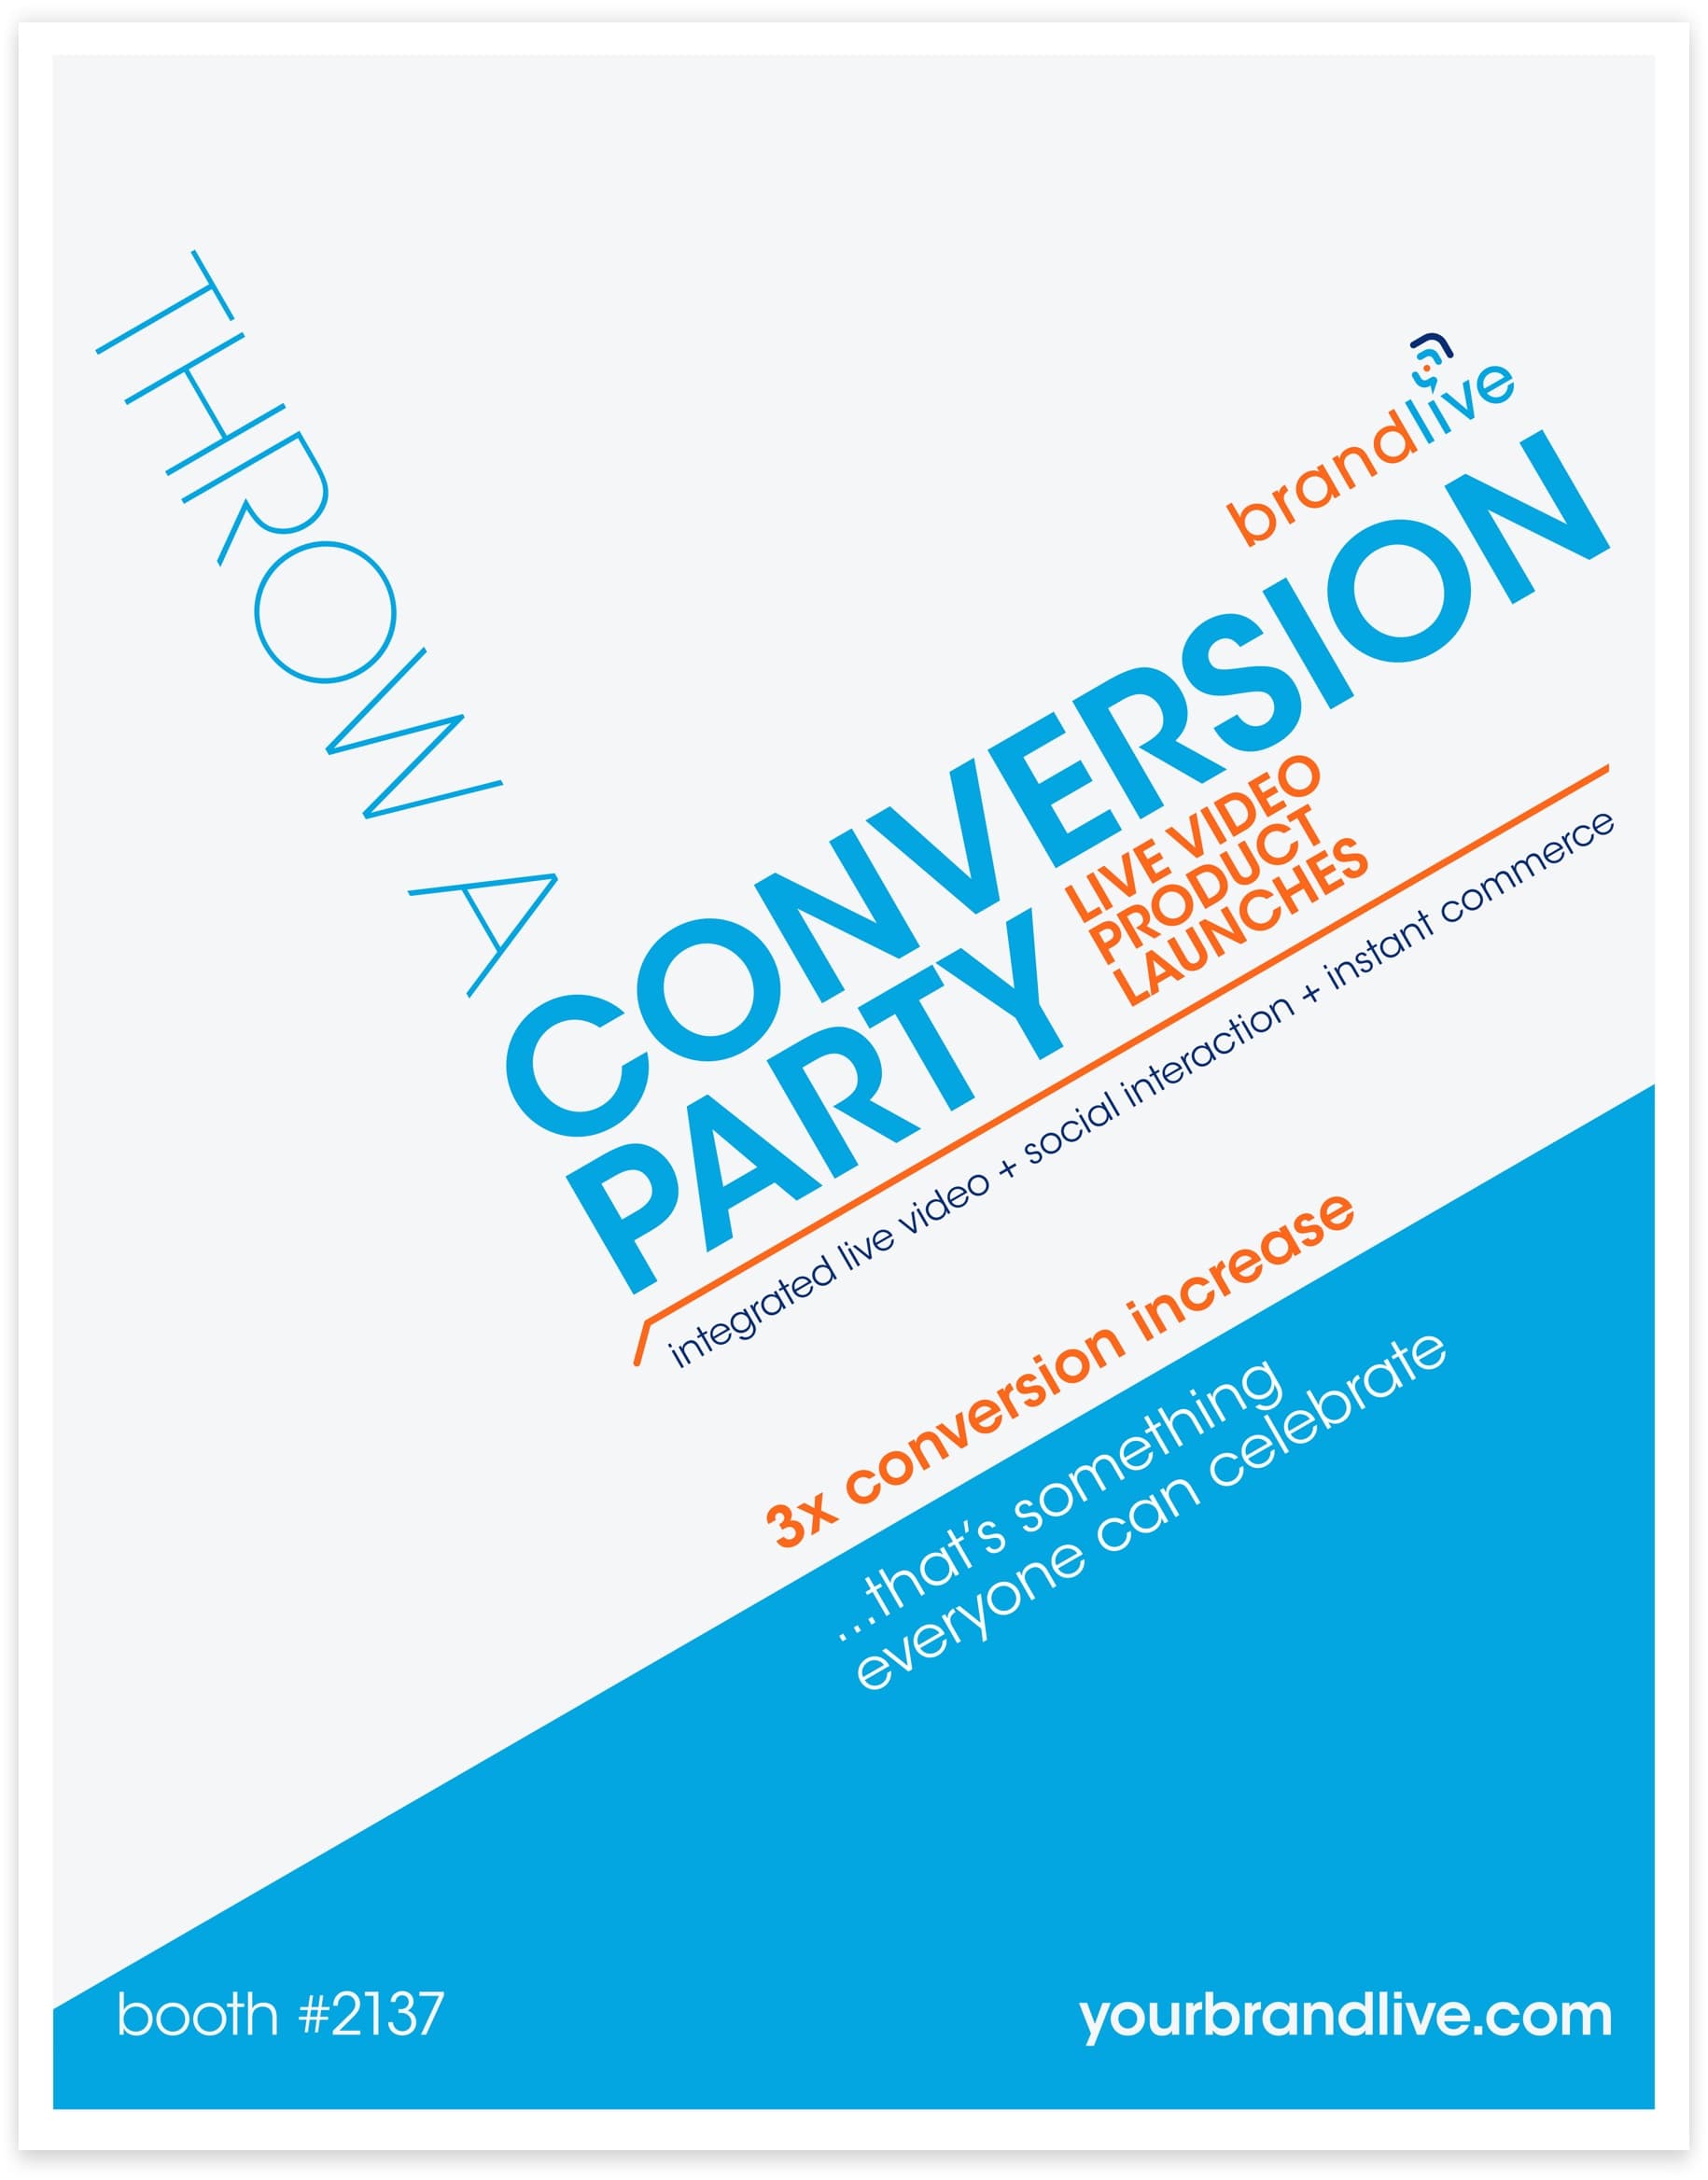 THROW A
brandlive
CONVERSION
PARTY
LIVE VIDEO
PRODUCT
LAUNCHES
integrated live video + social interaction + instant commerce
3x conversion increase
...that's something
everyone can celebrate
booth #2137
yourbrandlive.com